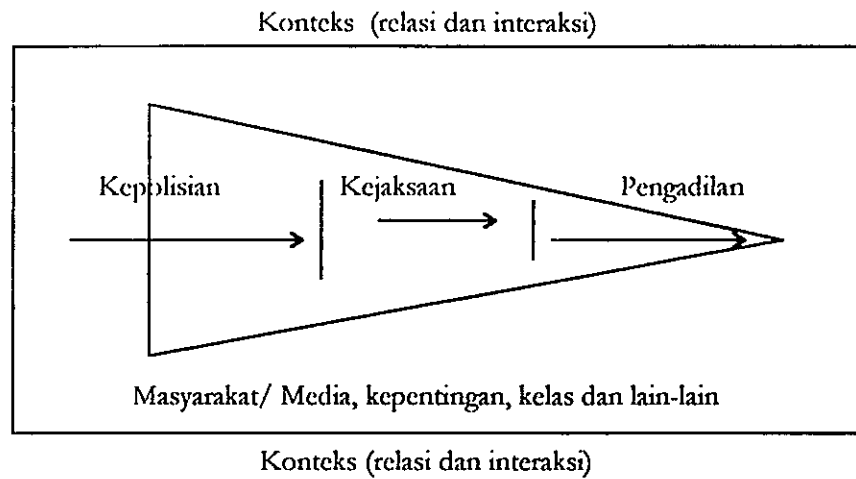 Konteks (relasi dan interaksi)
Kepolisian Kejaksaan Pengadilan
Masyarakat/ Media, kepentingan, kelas dan lain-lain
Konteks (relasi dan interaksi)